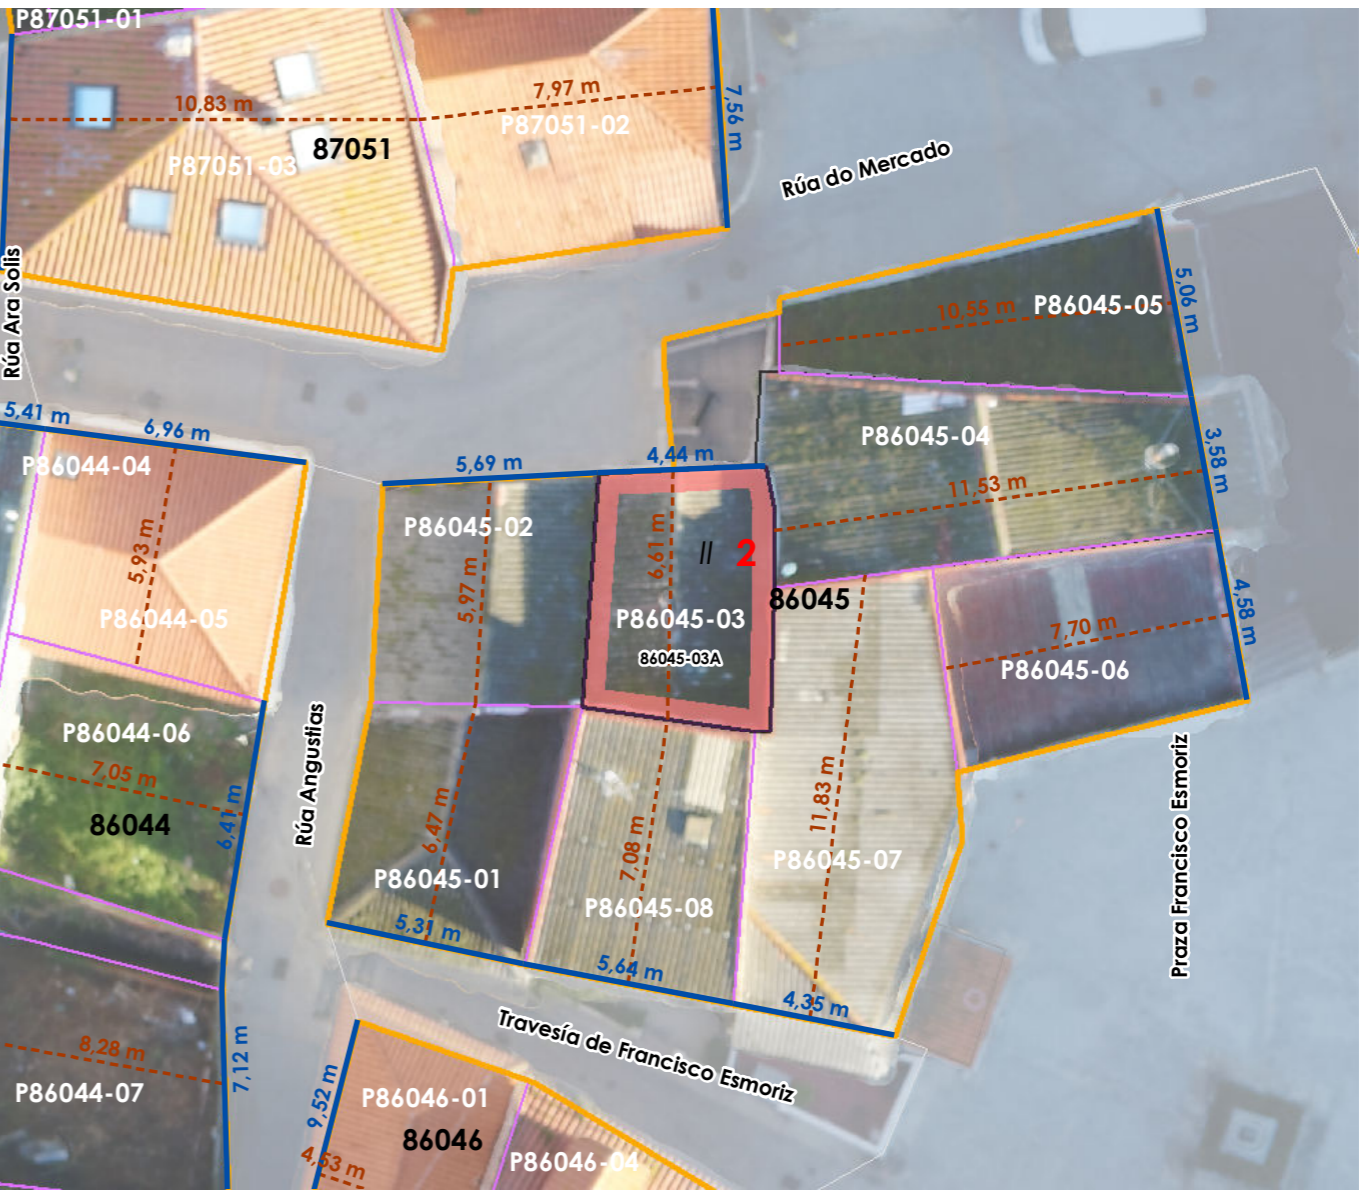 P87051-01
10,83 m
7,97 m
7,56 m
P87051-02
87051
P87051-03
Rúa do Mercado
Rúa Ara Solis
5,06 m
P86045-05
10,55 m
5,41 m
6,96 m
P86044-04
5,69 m
4,44 m
P86045-04
3,58 m
11,53 m
P86045-02
5,93 m
6,61 m
II 2
5,97 m
P86045-03
86045
4,58 m
86045-03A
P86044-05
7,70 m
P86045-06
P86044-06
7,05 m
Rúa Angustias
6,41 m
86044
11,83 m
6,47 m
7,08 m
P86045-07
P86045-01
P86045-08
Praza Francisco Esmoriz
5,31 m
5,64 m
4,35 m
Travesía de Francisco Esmoriz
8,28 m
7,12 m
P86044-07
9,52 m
P86046-01
86046
4,53 m
P86046-04